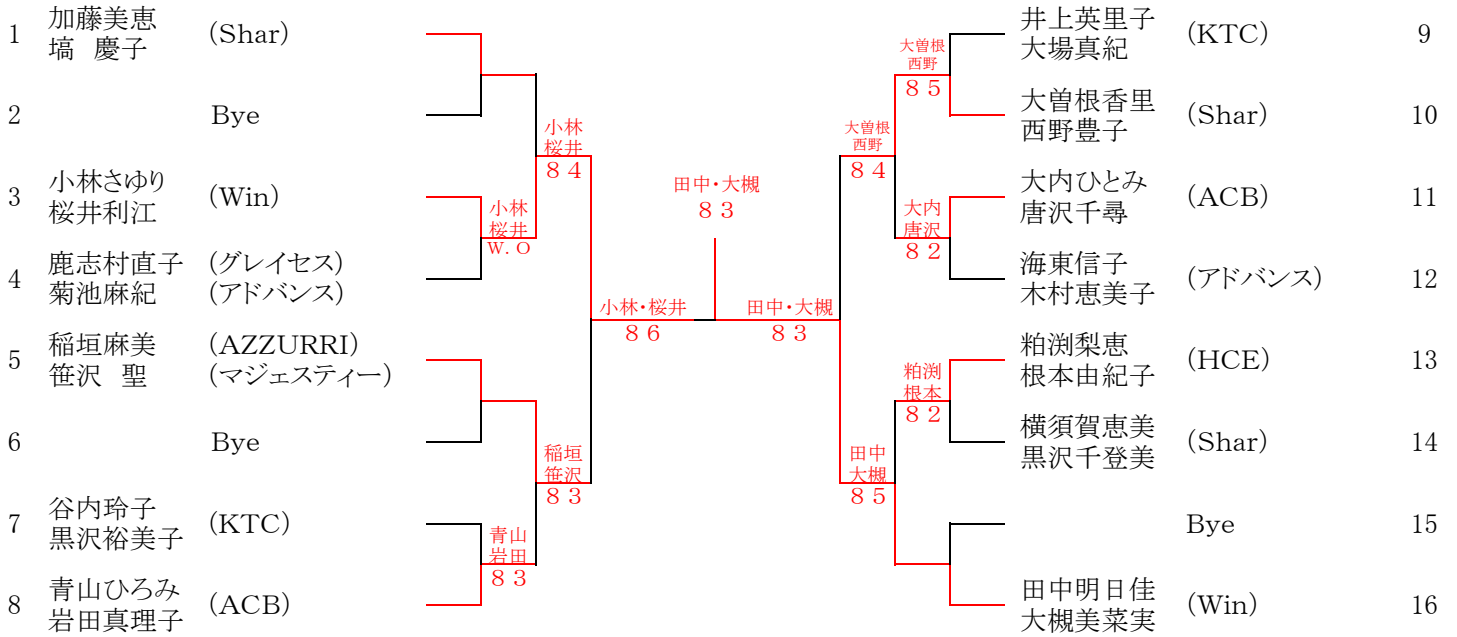 1 加藤美恵 (Shar)
塙 慶子
2 Bye
3 小林さゆり (Win)
桜井利江
4 鹿志村直子 (グレイセス)
菊池麻紀 (アドバンス)
5 稲垣麻美 (AZZURRI)
笹沢 聖 (マジェスティー)
6 Bye
7 谷内玲子 (KTC)
黒沢裕美子
8 青山ひろみ (ACB)
岩田真理子
小林
桜井
W.O
青山
岩田
8 3
小林
桜井
8 4
稲垣
笹沢
8 3
小林・桜井
8 6
田中・大槻
8 3
田中・大槻
8 3
大曽根
西野
8 4
田中
大槻
8 5
大曽根
西野
8 5
大内
唐沢
8 2
粕渕
根本
8 2
井上英里子 (KTC) 9
大場真紀
大曽根香里 (Shar) 10
西野豊子
大内ひとみ (ACB) 11
唐沢千尋
海東信子 (アドバンス) 12
木村恵美子
粕渕梨恵 (HCE) 13
根本由紀子
横須賀恵美 (Shar) 14
黒沢千登美
Bye 15
田中明日佳 (Win) 16
大槻美菜実